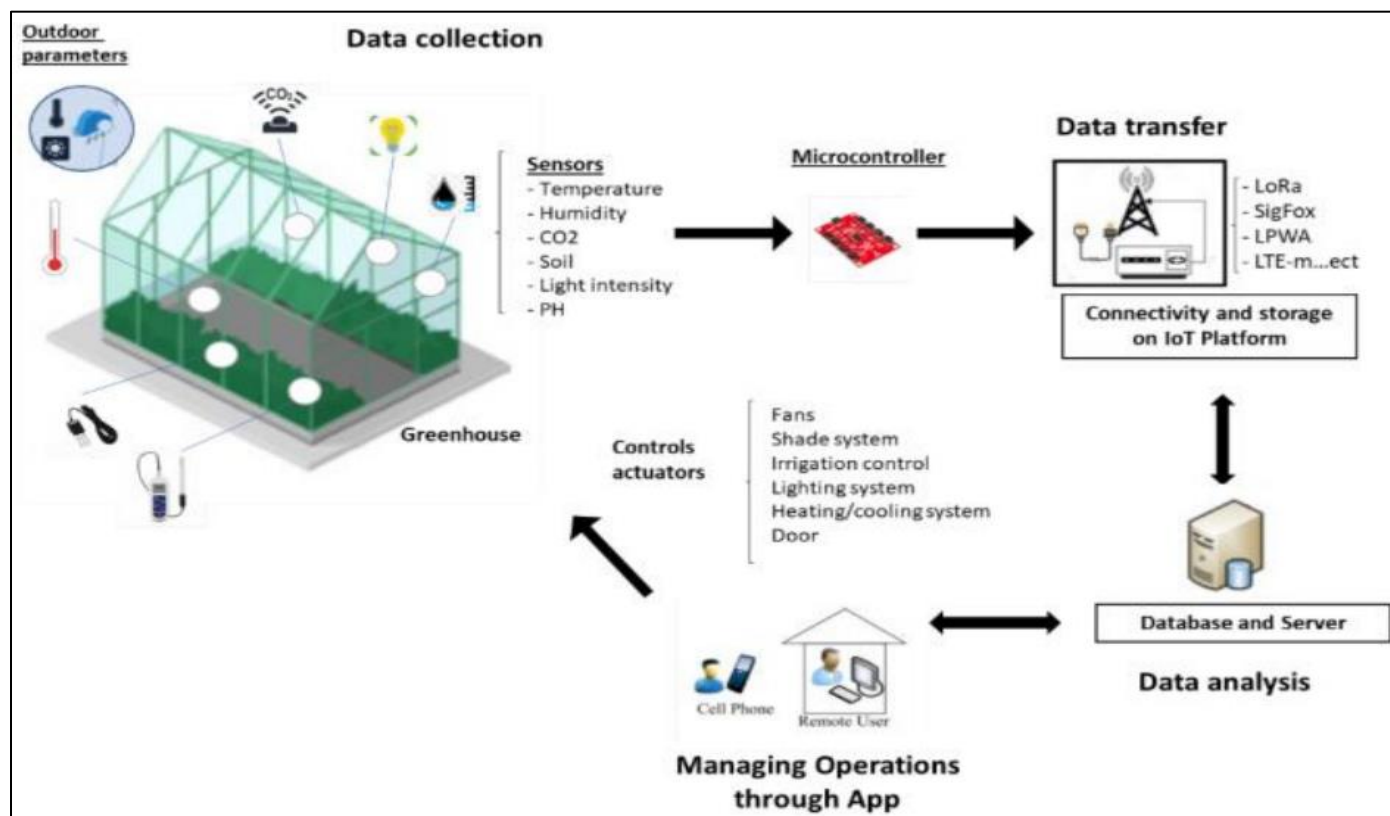 Outdoor
parameters
Data collection
CO2
Sensors
- Temperature
- Humidity
- CO2
- Soil
- Light intensity
- PH
Greenhouse
Microcontroller
Data transfer
- LoRa
- SigFox
- LPWA
- LTE-m...ect
Connectivity and storage
on IoT Platform
Controls
actuators
Fans
Shade system
Irrigation control
Lighting system
Heating/cooling system
Door
Database and Server
Data analysis
Cell Phone
Remote User
Managing Operations
through App